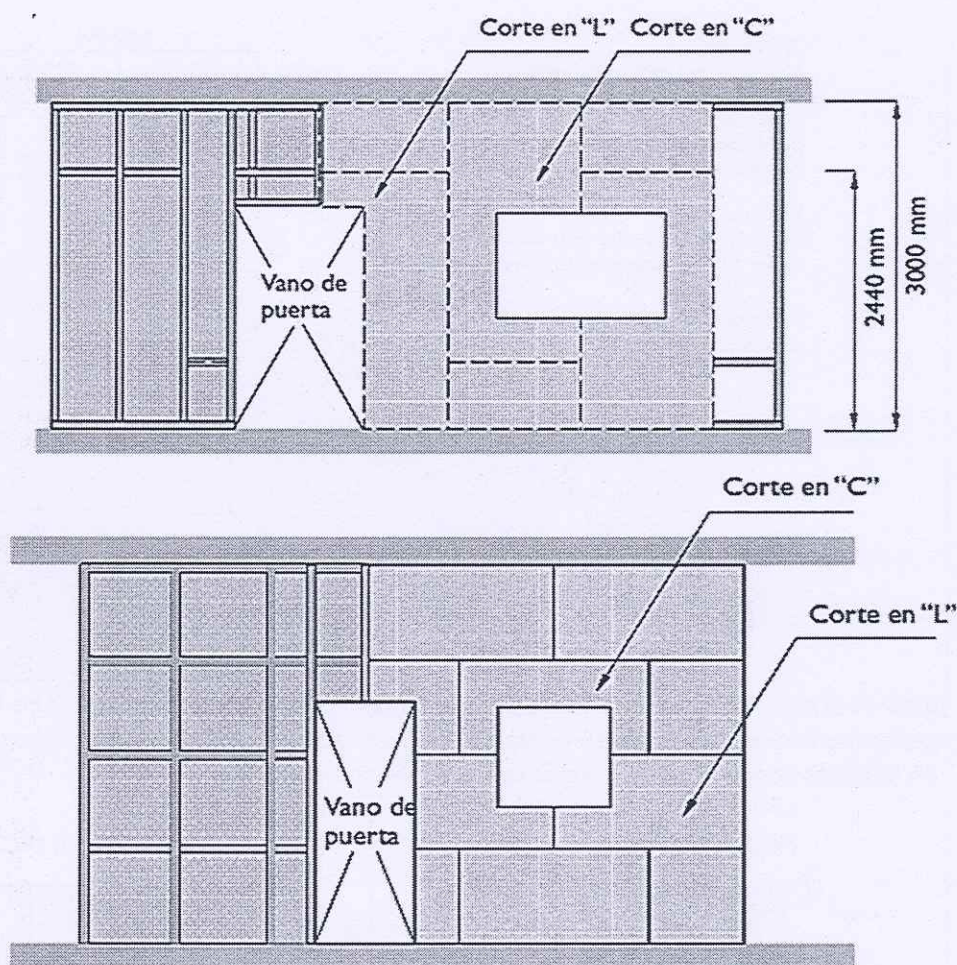 Corte en “L” Corte en “C”
Vano de
puerta
2440 mm
3000 mm
Corte en “C”
Corte en “L”
Vano de
puerta